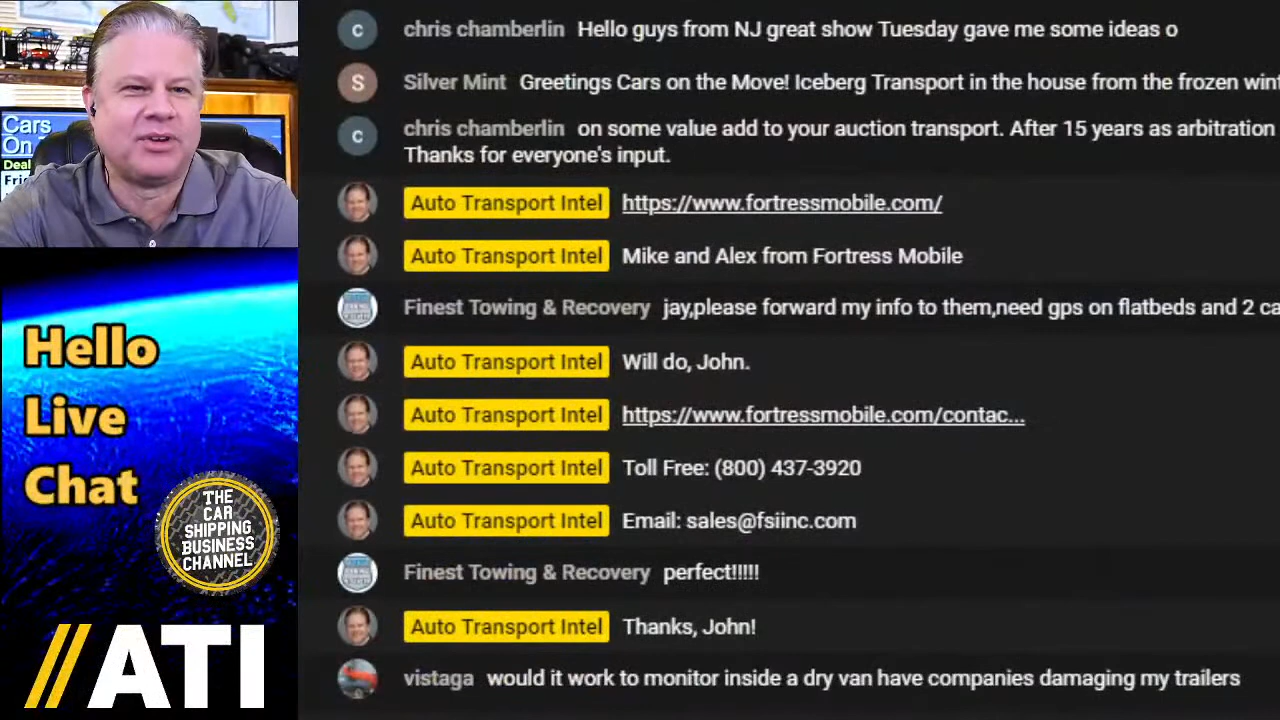 Cars
On
Deal
Hello
Live
Chat
THE
CAR
SHIPPING
BUSINESS
CHANNEL
//ATI
c chris chamberlin Hello guys from NJ great show Tuesday gave me some ideas o
S Silver Mint Greetings Cars on the Move! Iceberg Transport in the house from the frozen
c chris chamberlin on some value add to your auction transport. After 15 years as arbitration
Thanks for everyone's input.
Auto Transport Intel https://www.fortressmobile.com/
Auto Transport Intel Mike and Alex from Fortress Mobile
Finest Towing & Recovery jay,please forward my info to them,need gps on flatbeds and 2
Auto Transport Intel Will do, John.
Auto Transport Intel https://www.fortressmobile.com/contac...
Auto Transport Intel Toll Free: (800) 437-3920
Auto Transport Intel Email: sales@fsiinc.com
Finest Towing & Recovery perfect!!!!!
Auto Transport Intel Thanks, John!
vistaga would it work to monitor inside a dry van have companies damaging my trailers